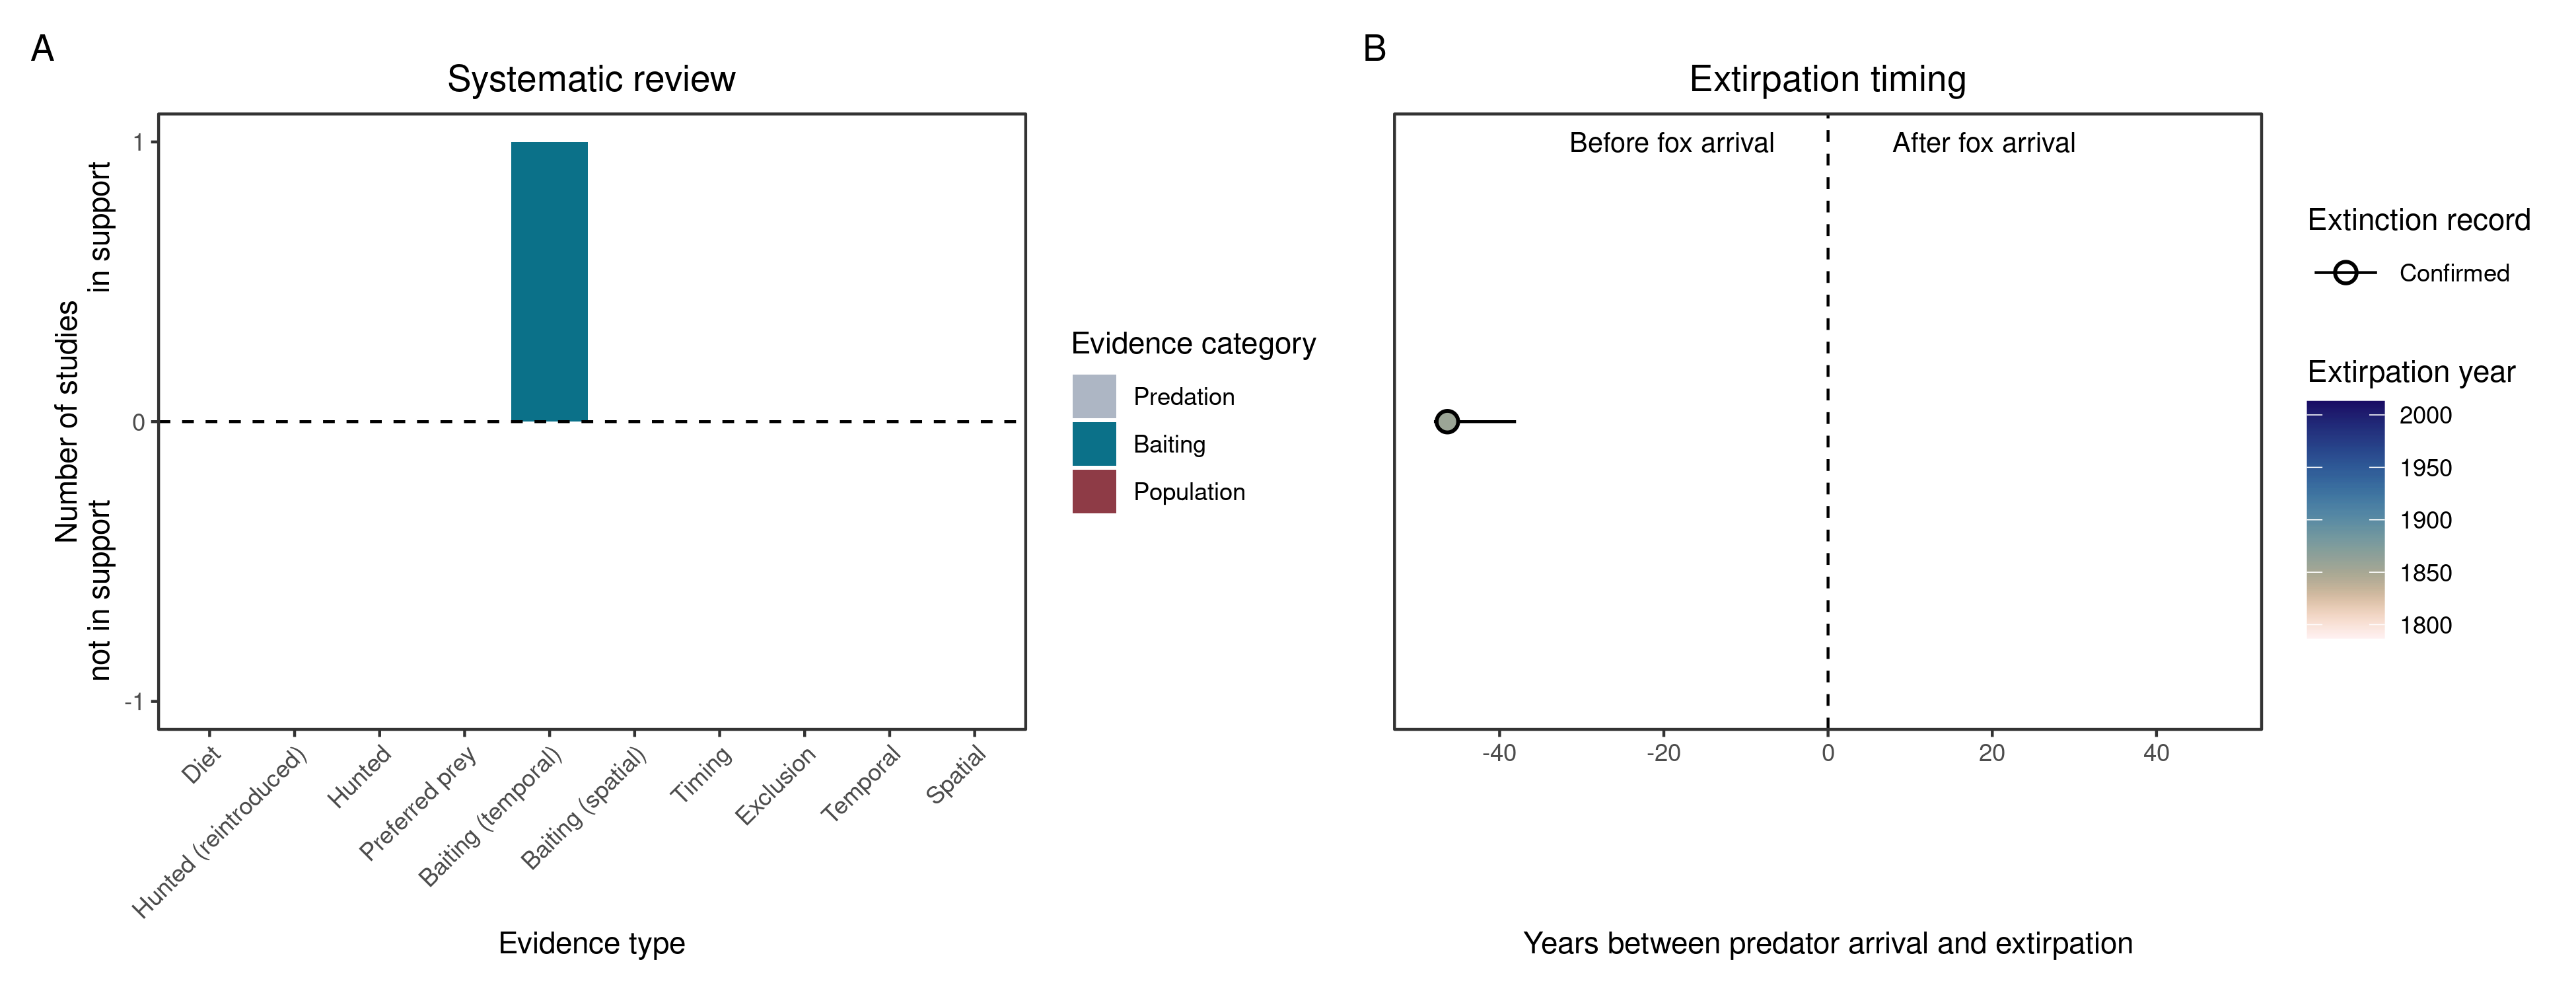 A
Systematic review
Number of studies
not in support
in support
1
0
-1
Diet
Hunted (reintroduced)
Hunted
Preferred prey
Baiting (temporal)
Baiting (spatial)
Timing
Exclusion
Temporal
Spatial
Evidence type
Evidence category
Predation
Baiting
Population
B
Extirpation timing
Before fox arrival
After fox arrival
-40
-20
0
20
40
Years between predator arrival and extirpation
Extinction record
Confirmed
Extirpation year
2000
1950
1900
1850
1800